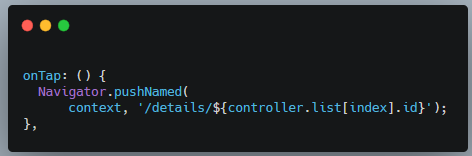 onTap: () {
Navigator.pushNamed(
context, '/details/${controller.list[index].id}');
},